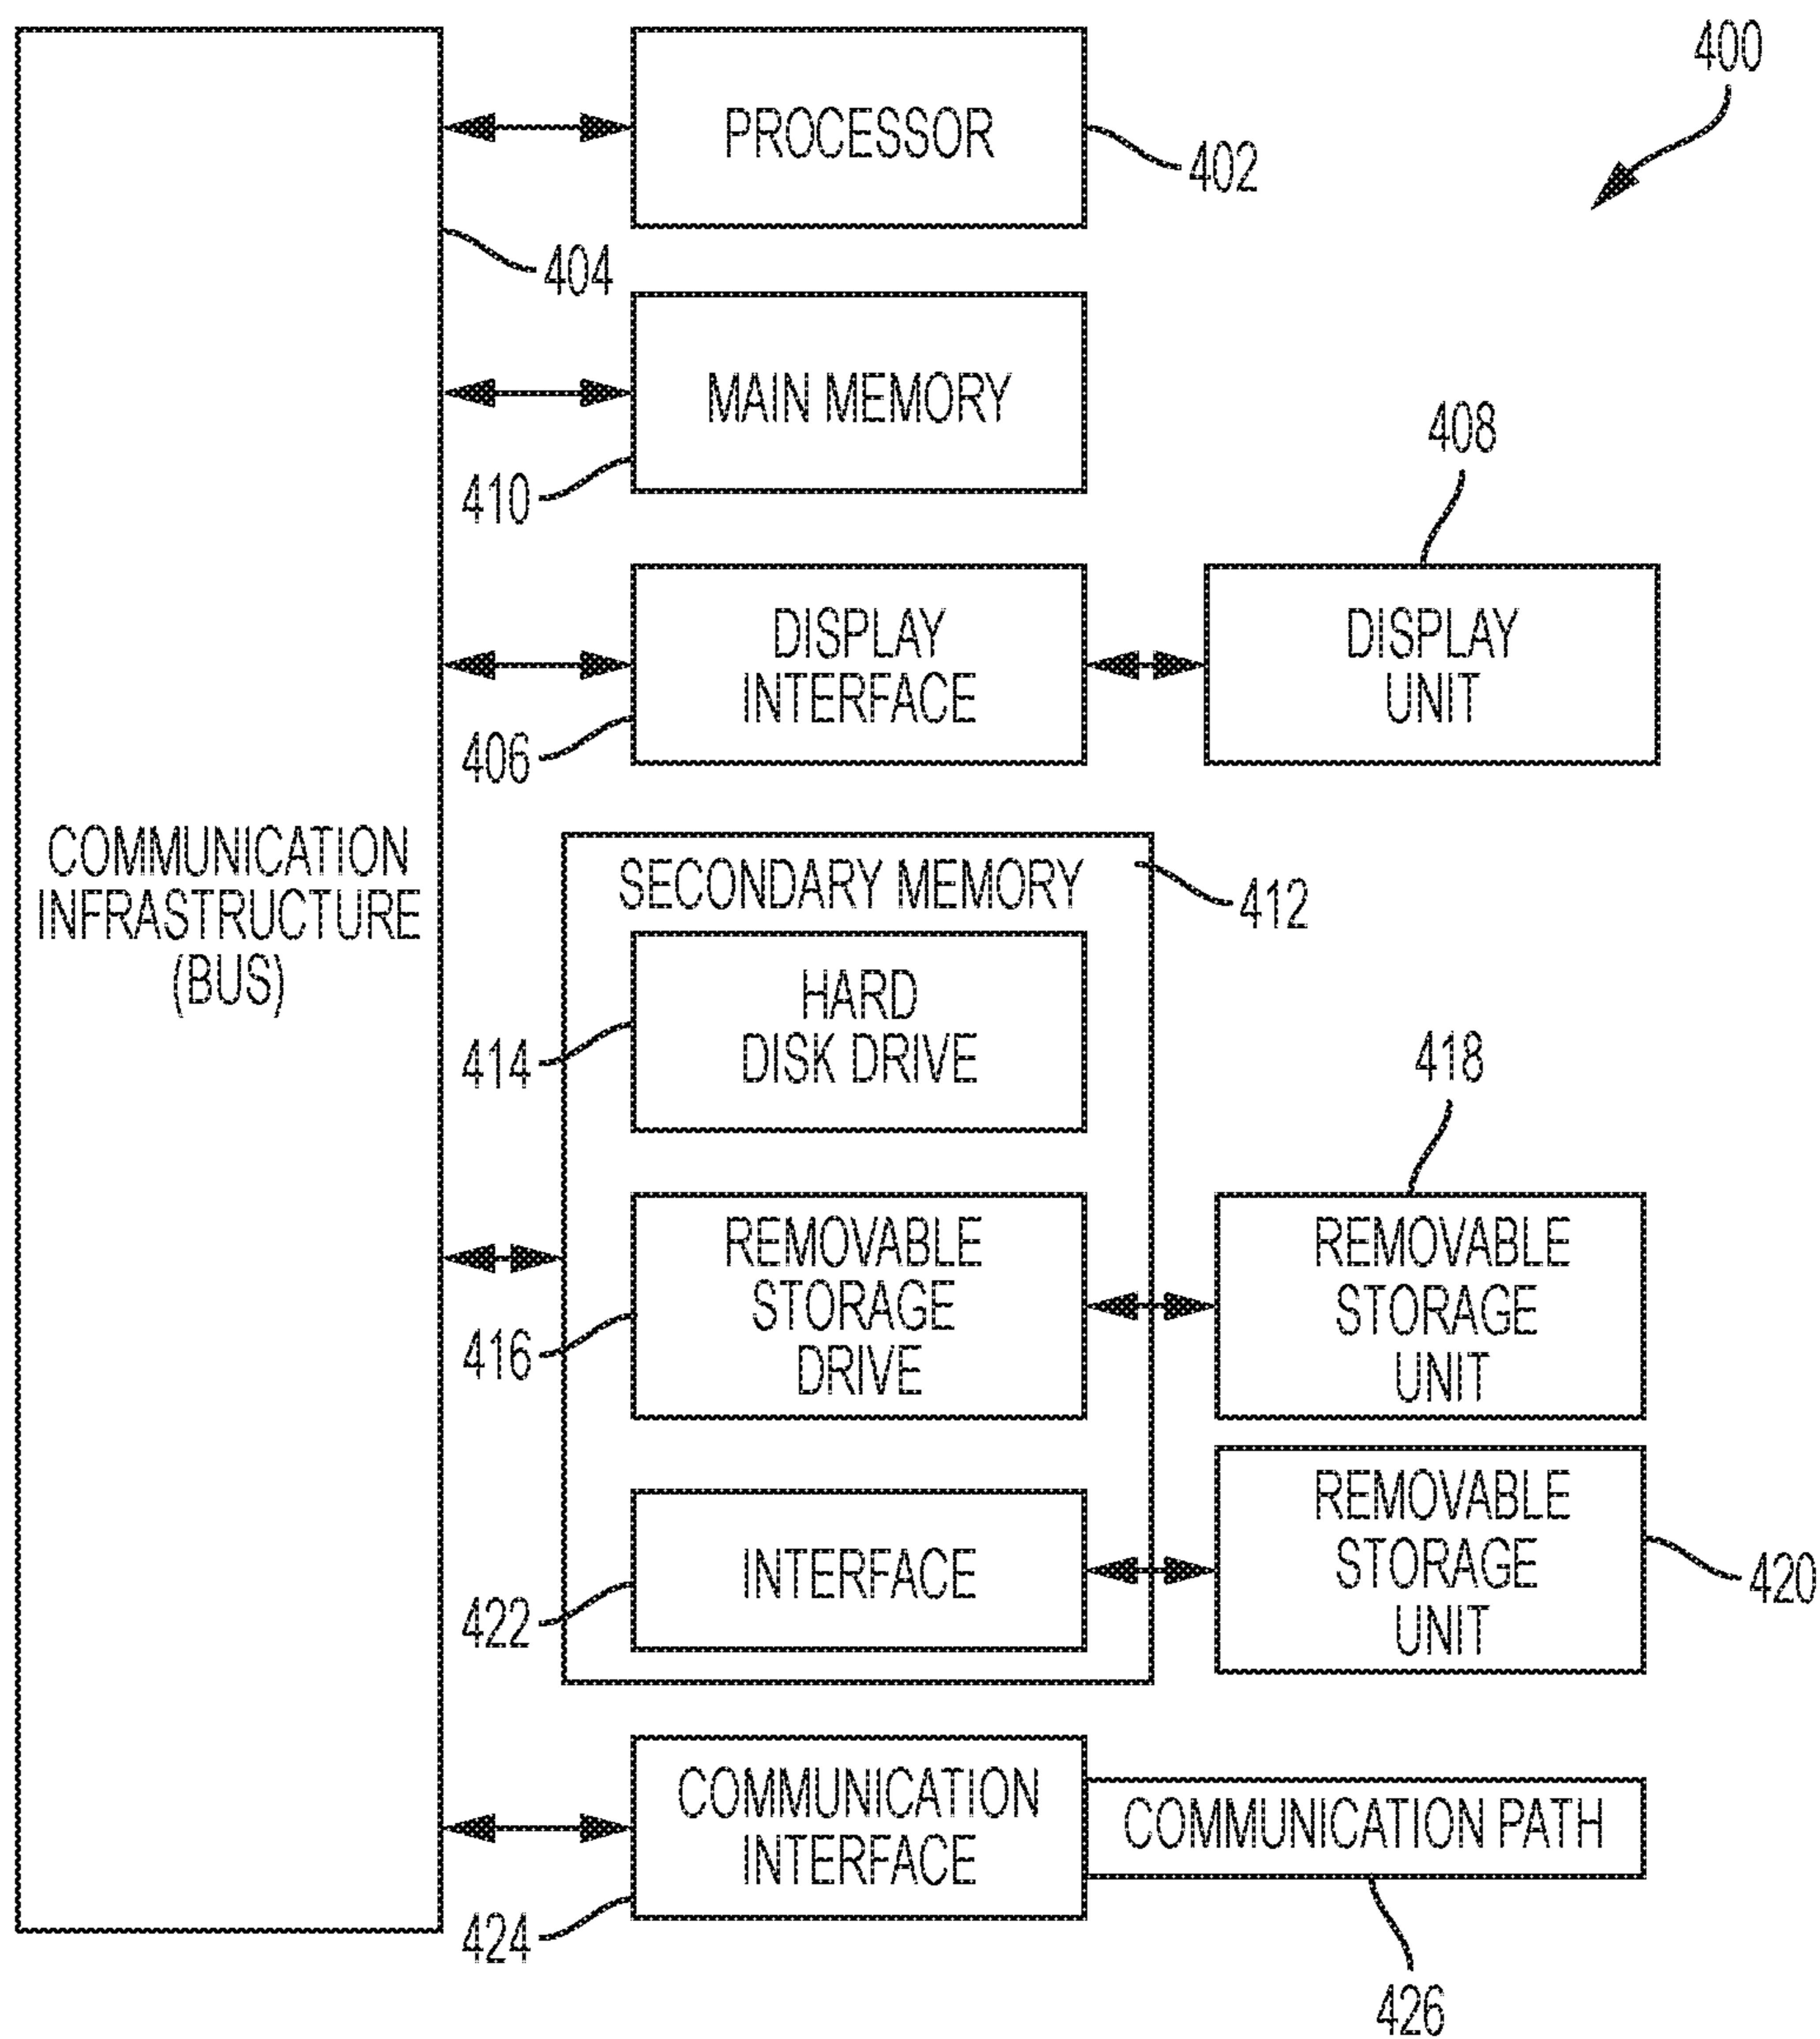 400
PROCESSOR
402
404
MAIN MEMORY
410
408
DISPLAY
INTERFACE
406
DISPLAY
UNIT
COMMUNICATION
INFRASTRUCTURE
(BUS)
SECONDARY MEMORY
412
HARD
DISK DRIVE
414
418
REMOVABLE
STORAGE
DRIVE
416
REMOVABLE
STORAGE
UNIT
INTERFACE
422
REMOVABLE
STORAGE
UNIT
420
COMMUNICATION
INTERFACE
424
COMMUNICATION PATH
426